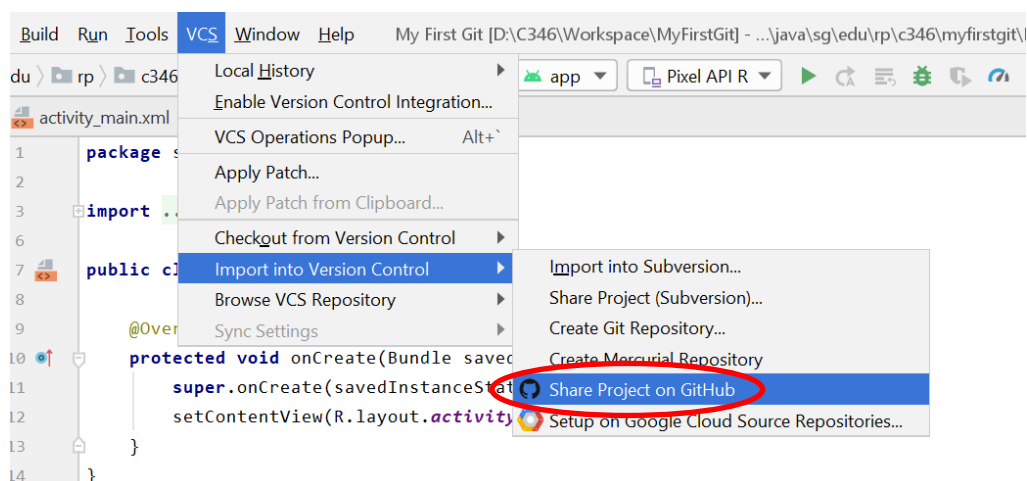 Build Run Tools VCS Window Help My First Git [D:\C346\Workspace\MyFirstGit] - ...\java\sg\edu\rp\c346\myfirstgit\
du rp c346 app Pixel API R
activity_main.xml
Local History
Enable Version Control Integration...
VCS Operations Popup... Alt+`
Apply Patch...
Apply Patch from Clipboard...
Checkout from Version Control
Import into Version Control
Browse VCS Repository
Sync Settings
Import into Subversion...
Share Project (Subversion)...
Create Git Repository...
Create Mercurial Repository
Share Project on GitHub
Setup on Google Cloud Source Repositories...
1 package s
2
3 import ..
6
7 public cl
8
9 @Over
10 protected void onCreate(Bundle saved
11 super.onCreate(savedInstanceStat
12 setContentView(R.layout.activity
13 }
14 }